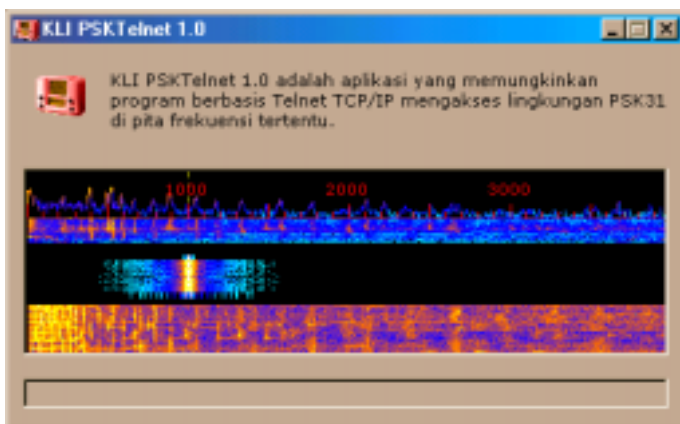 KLI PSKTelnet 1.0
KLI PSKTelnet 1.0 adalah aplikasi yang memungkinkan
program berbasis Telnet TCP/IP mengakses lingkungan PSK31
di pita frekuensi tertentu.
1000 2000 3000